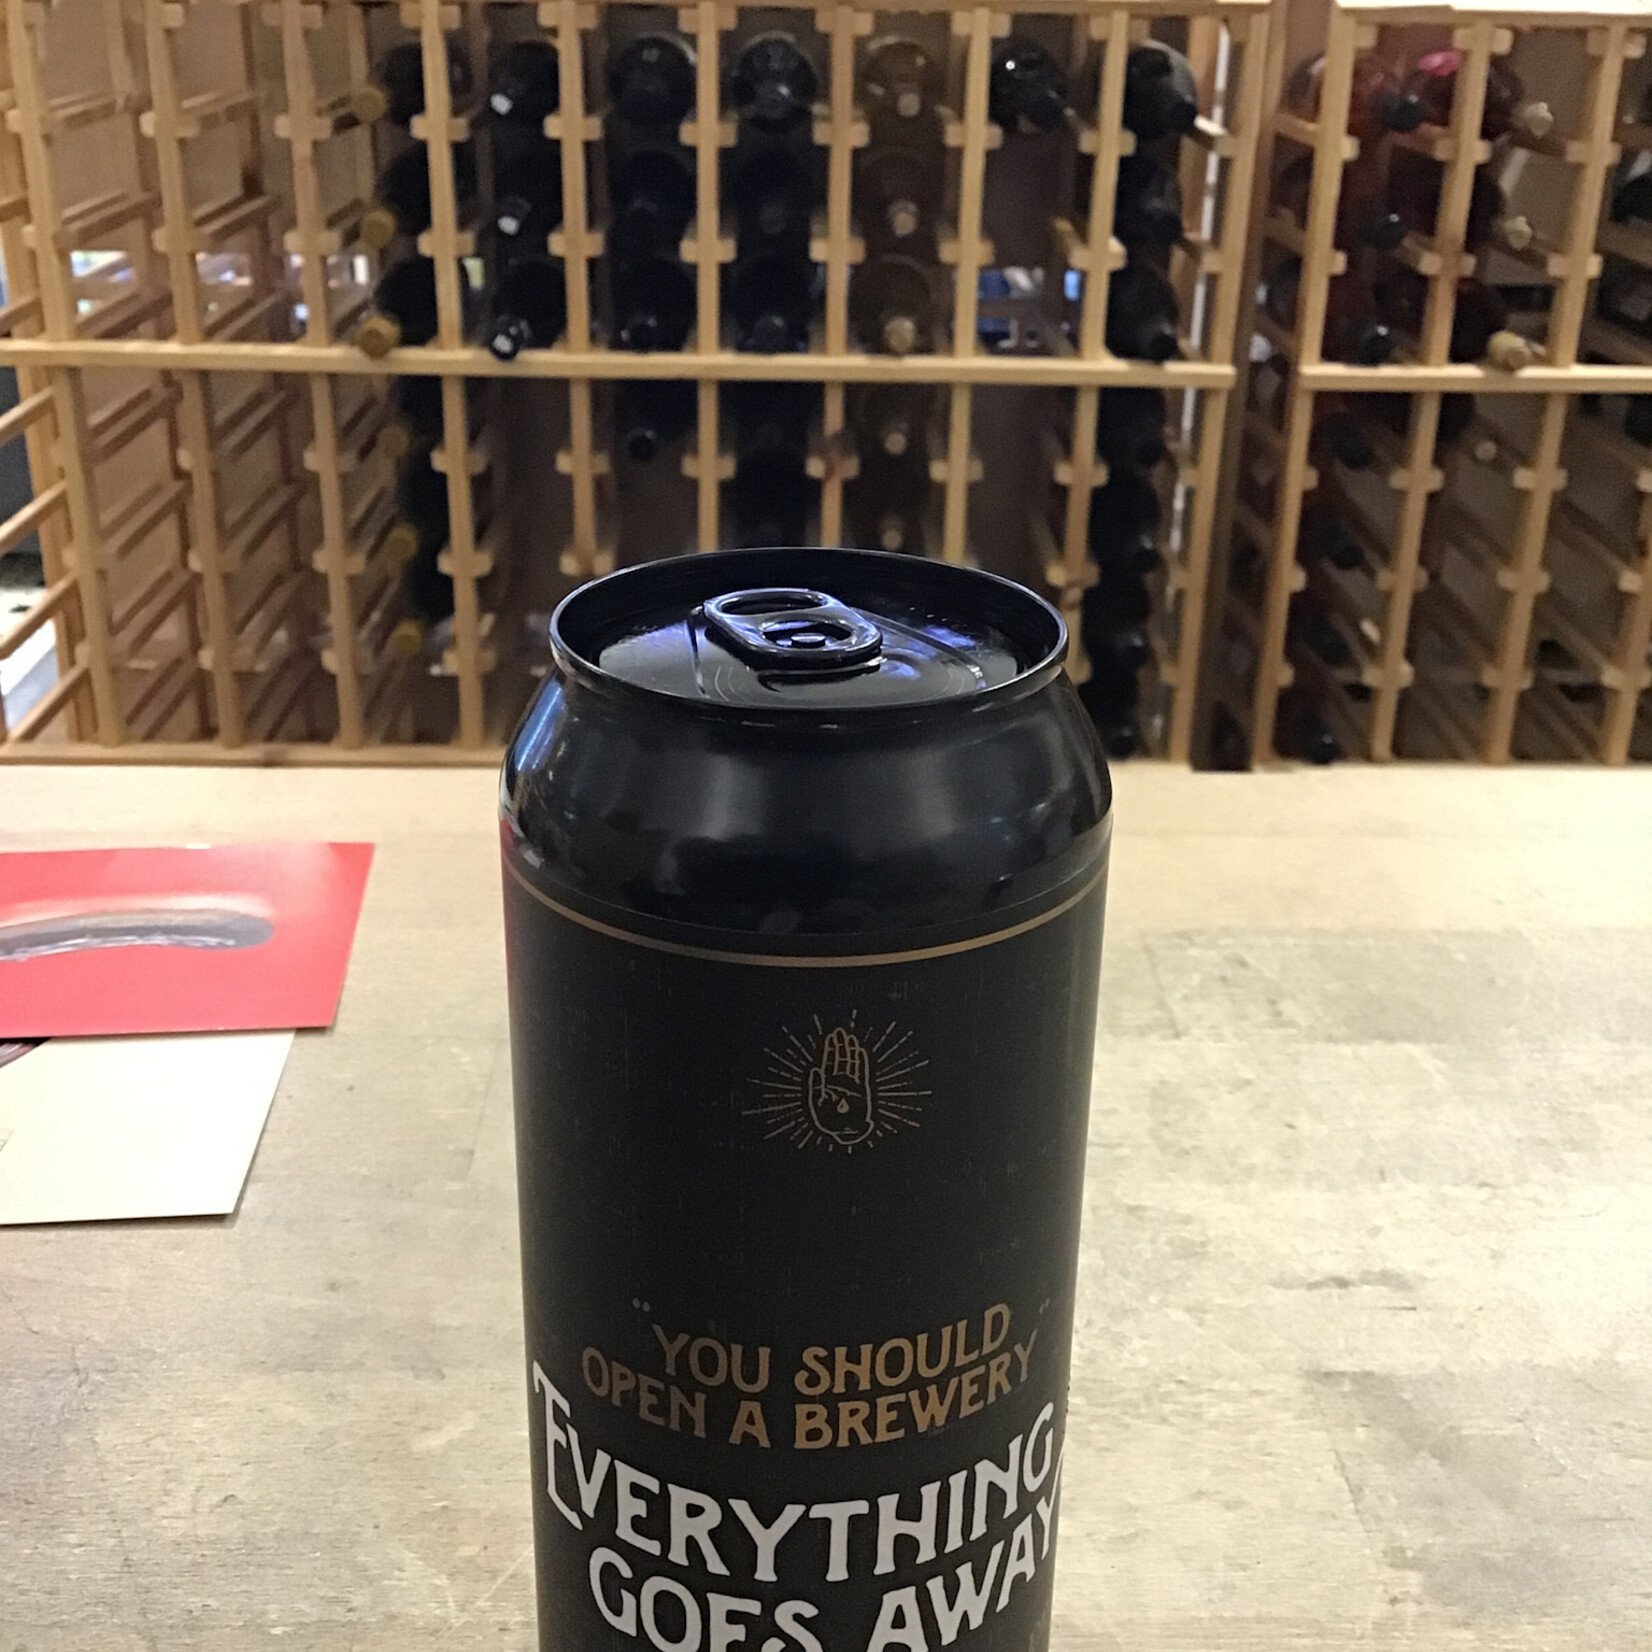 "YOU SHOULD
OPEN A BREWERY"
EVERYTHING
GOES AWAY